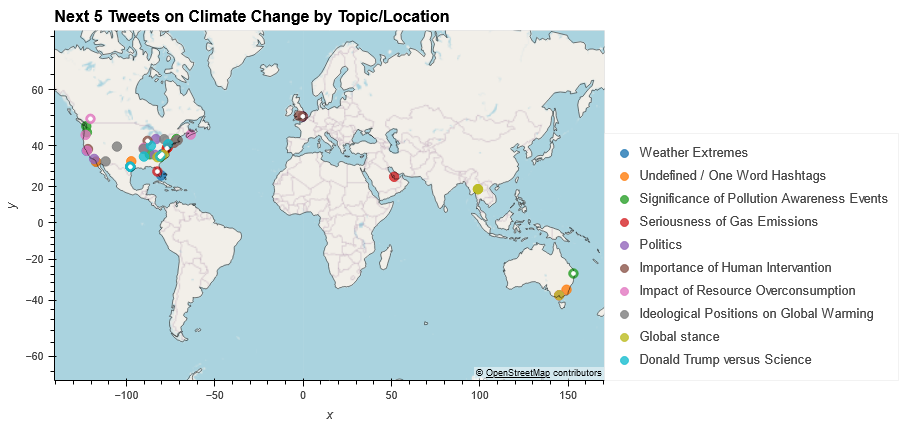 Next 5 Tweets on Climate Change by Topic/Location
60
40
20
0
−20
−40
−60
y
−100
−50
0
50
100
150
x
© OpenStreetMap contributors
Weather Extremes
Undefined / One Word Hashtags
Significance of Pollution Awareness Events
Seriousness of Gas Emissions
Politics
Importance of Human Intervantion
Impact of Resource Overconsumption
Ideological Positions on Global Warming
Global stance
Donald Trump versus Science